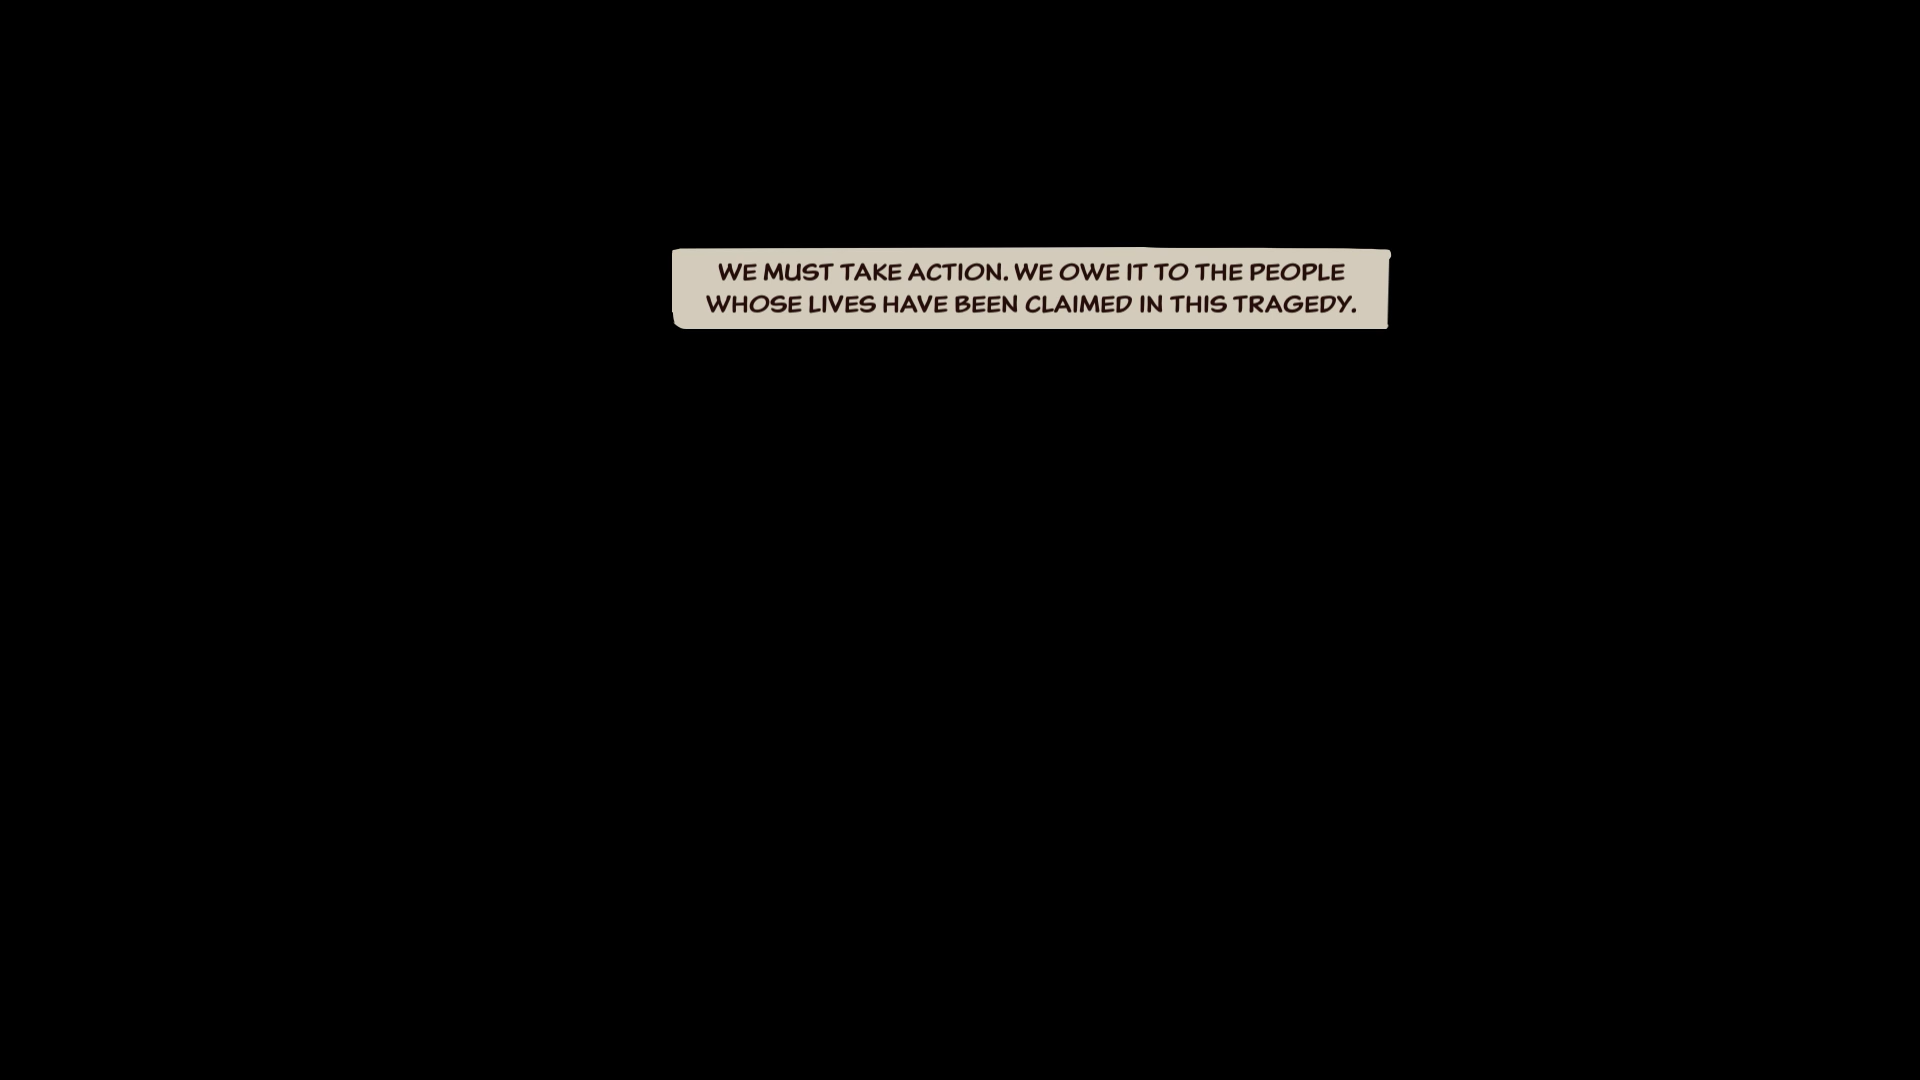 WE MUST TAKE ACTION. WE OWE IT TO THE PEOPLE
WHOSE LIVES HAVE BEEN CLAIMED IN THIS TRAGEDY.